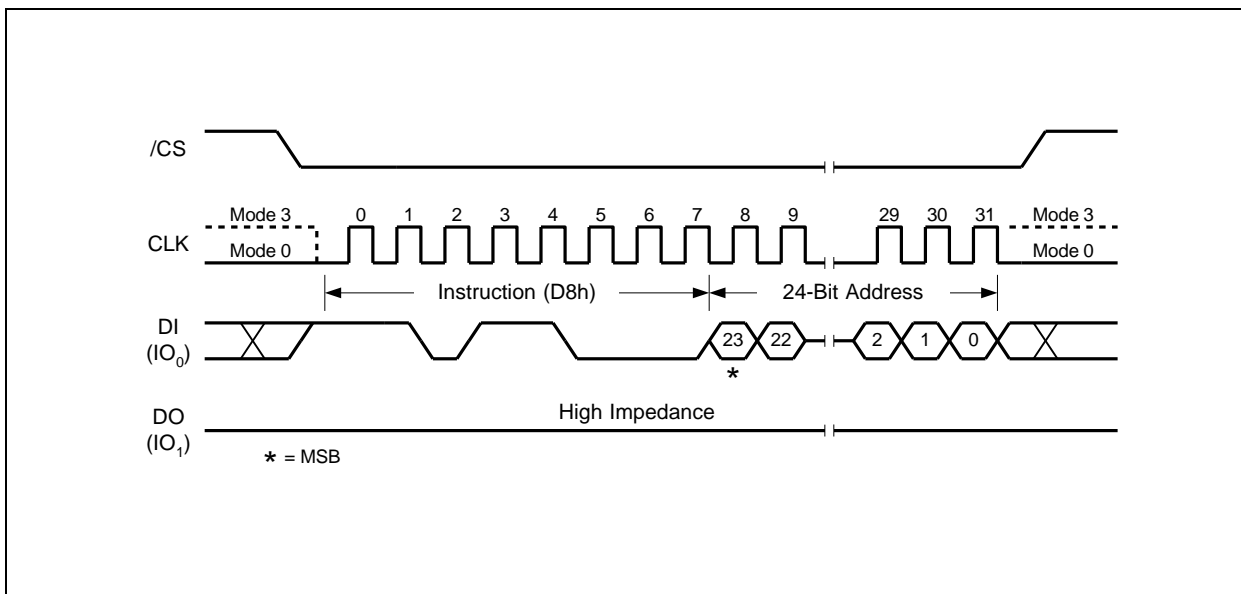 /CS
Mode 3 0 1 2 3 4 5 6 7 8 9 29 30 31 Mode 3
CLK
Mode 0 Mode 0
Instruction (D8h) 24-Bit Address
DI
(IO0)
23 22 2 1 0
*
High Impedance
DO
(IO1)
* = MSB